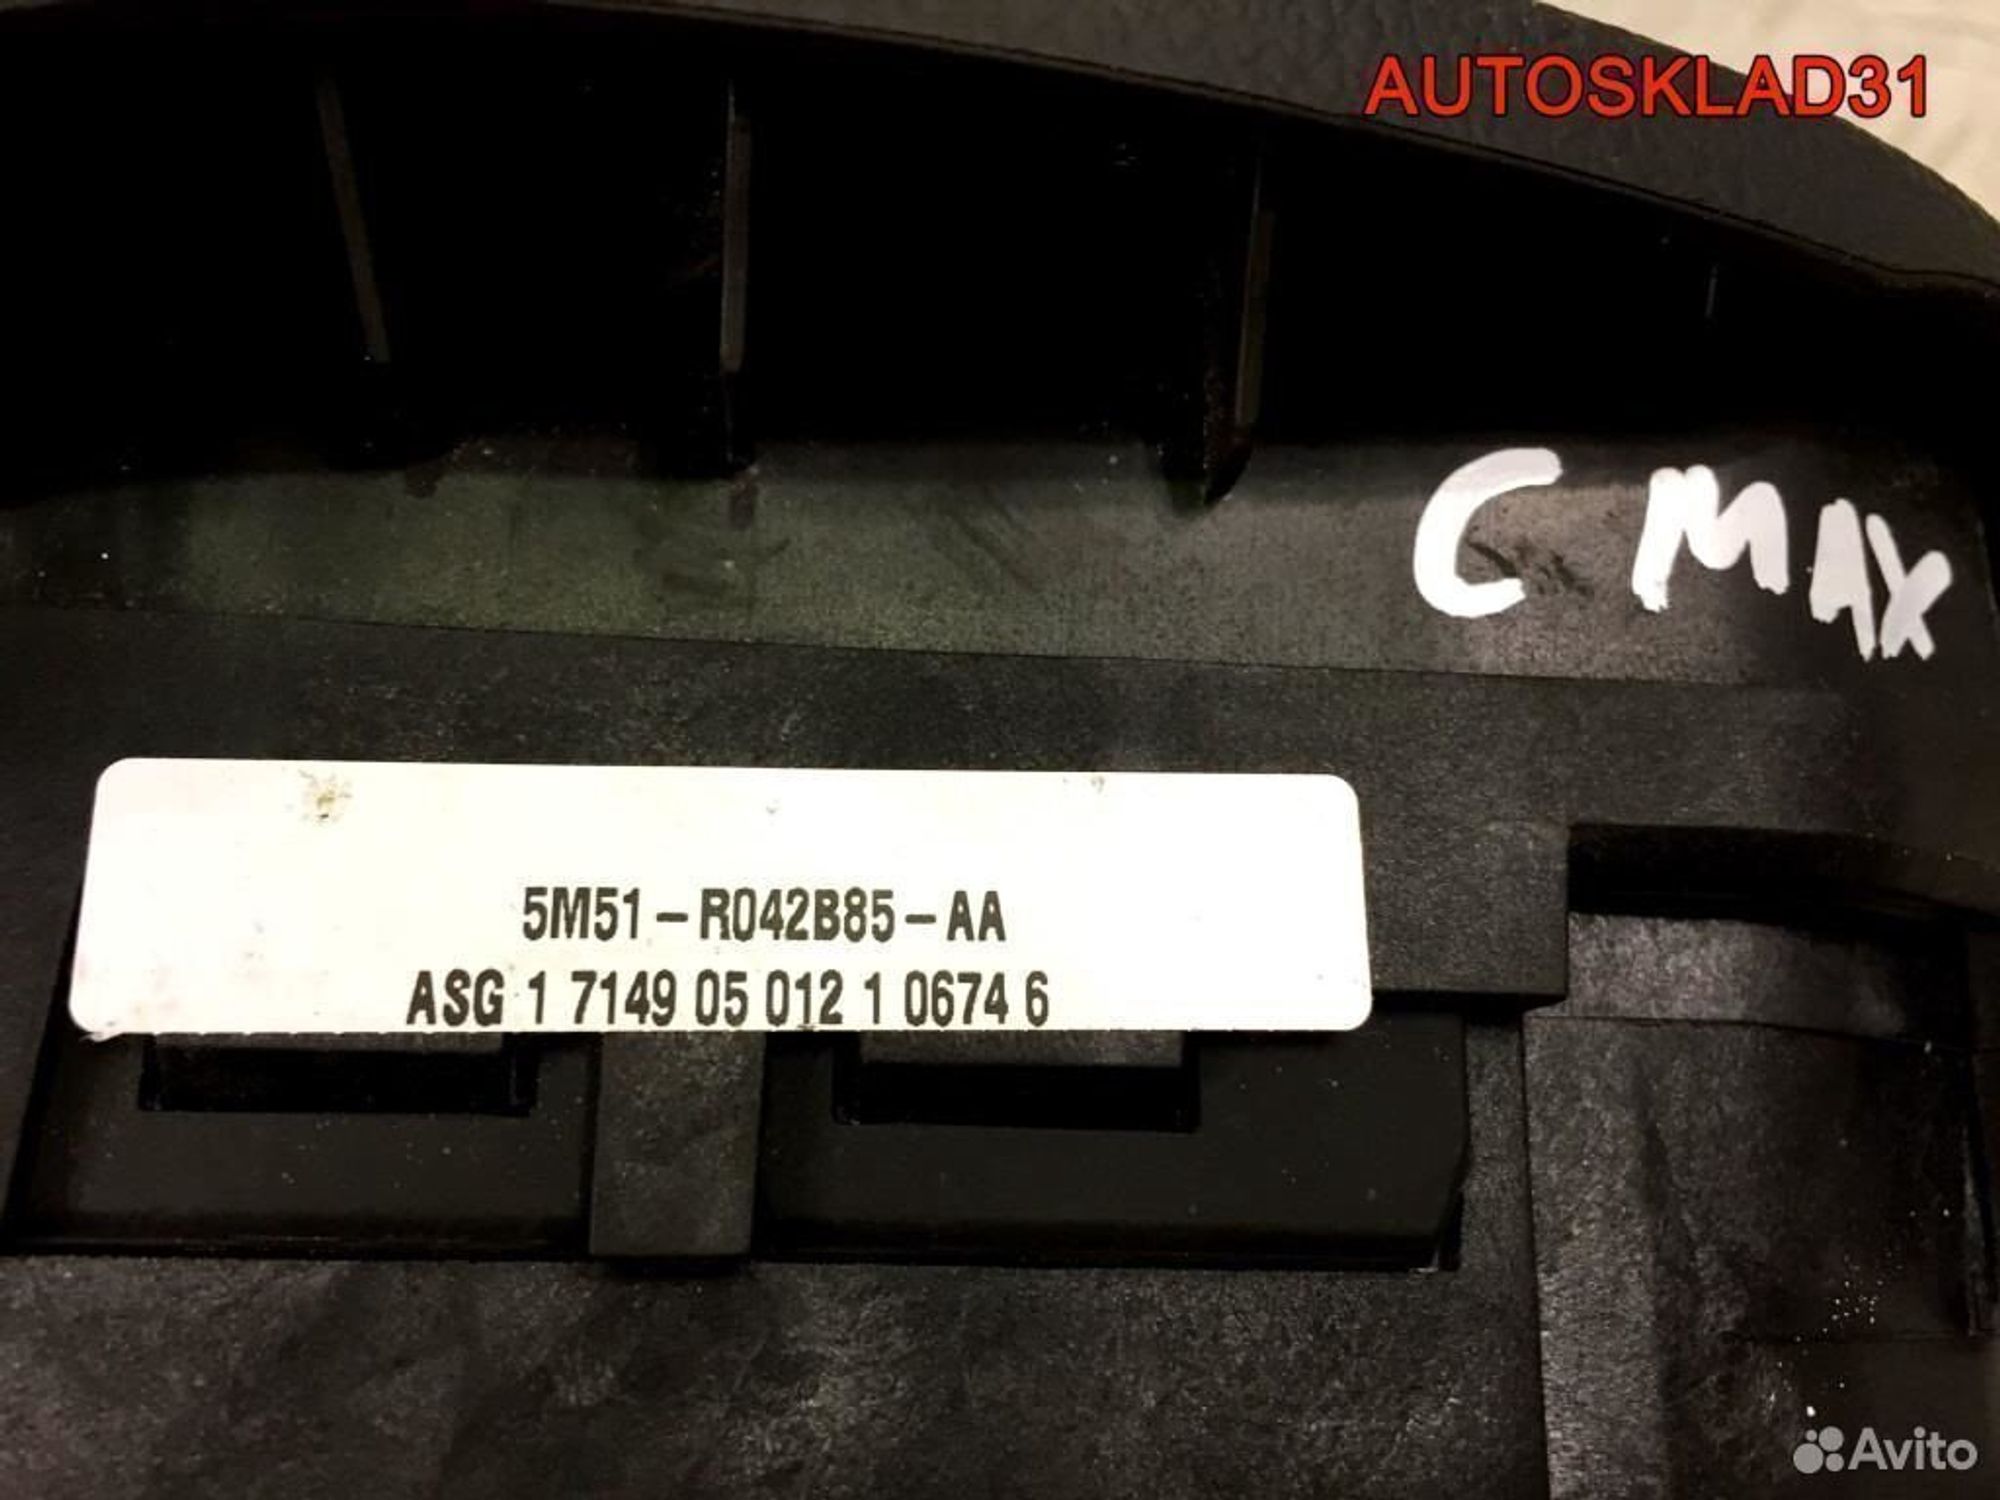 AUTOSKLAD31
C MAX
5M51-R042B85-AA
ASG 1 7149 05 012 1 0674 6
Avito